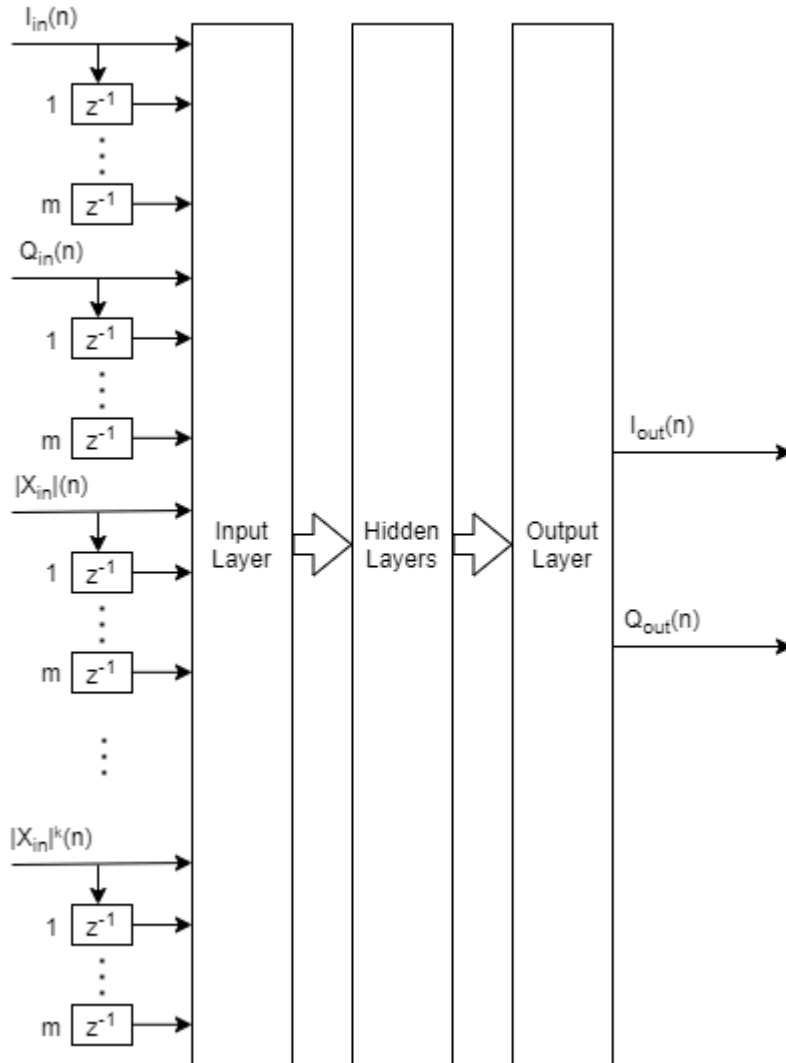 I_in(n)
1 z^-1
m z^-1
Q_in(n)
1 z^-1
m z^-1
I_out(n)
|X_in|(n)
Input
Layer
Hidden
Layers
Output
Layer
1 z^-1
Q_out(n)
m z^-1
|X_in|^k(n)
1 z^-1
m z^-1